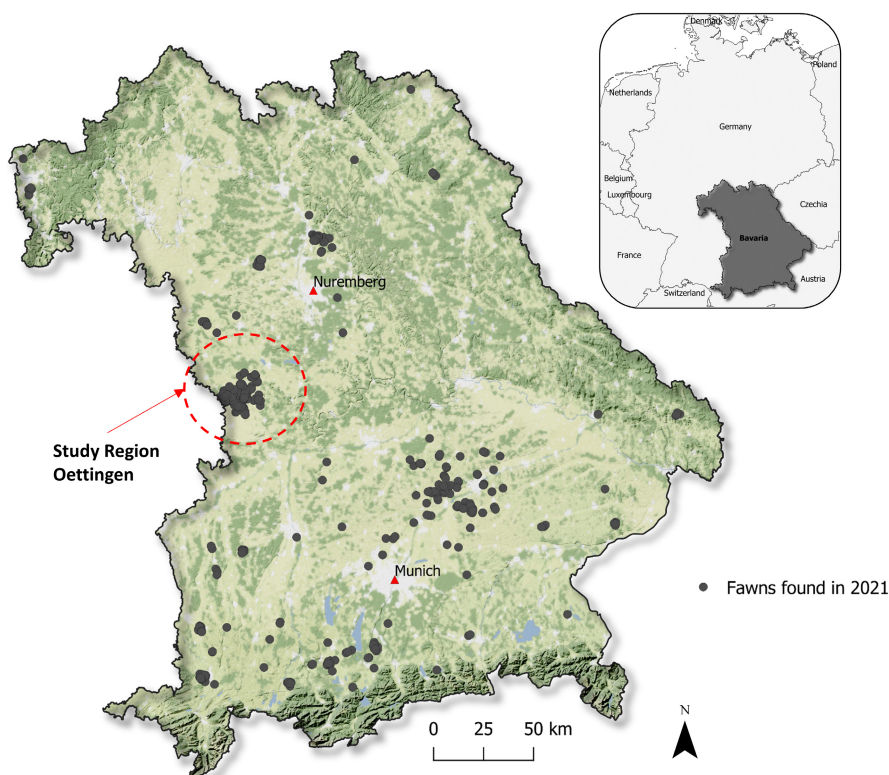 Denmark
Poland
Netherlands
Germany
Belgium
Luxembourg
Czechia
Bavaria
France
Austria
Switzerland
Nuremberg
Study Region
Oettingen
Munich
Fawns found in 2021
N
0 25 50 km